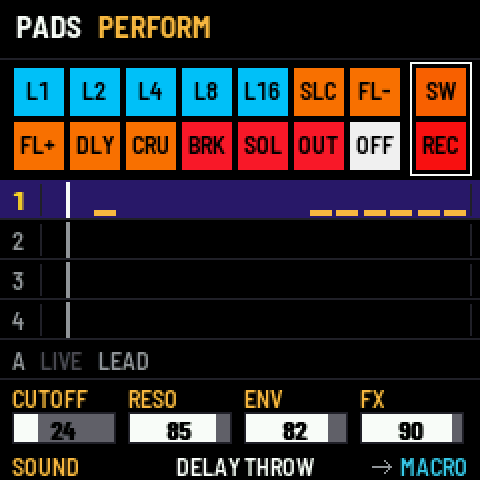 PADS PERFORM
L1 L2 L4 L8 L16 SLC FL- SW
FL+ DLY CRU BRK SOL OUT OFF REC
1
2
3
4
A LIVE LEAD
CUTOFF RESO ENV FX
24 85 82 90
SOUND DELAY THROW → MACRO